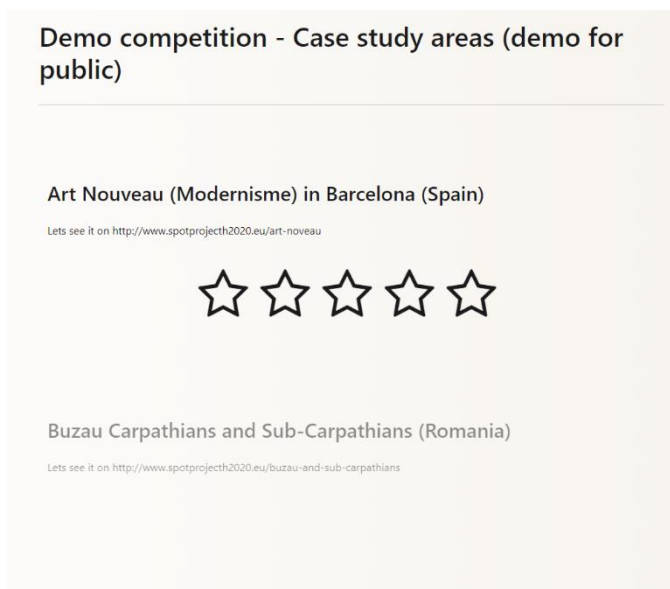 Demo competition - Case study areas (demo for
public)
Art Nouveau (Modernisme) in Barcelona (Spain)
Lets see it on http://www.spotprojecth2020.eu/art-noveau
Buzau Carpathians and Sub-Carpathians (Romania)
Lets see it on http://www.spotprojecth2020.eu/buzau-and-sub-carpathians